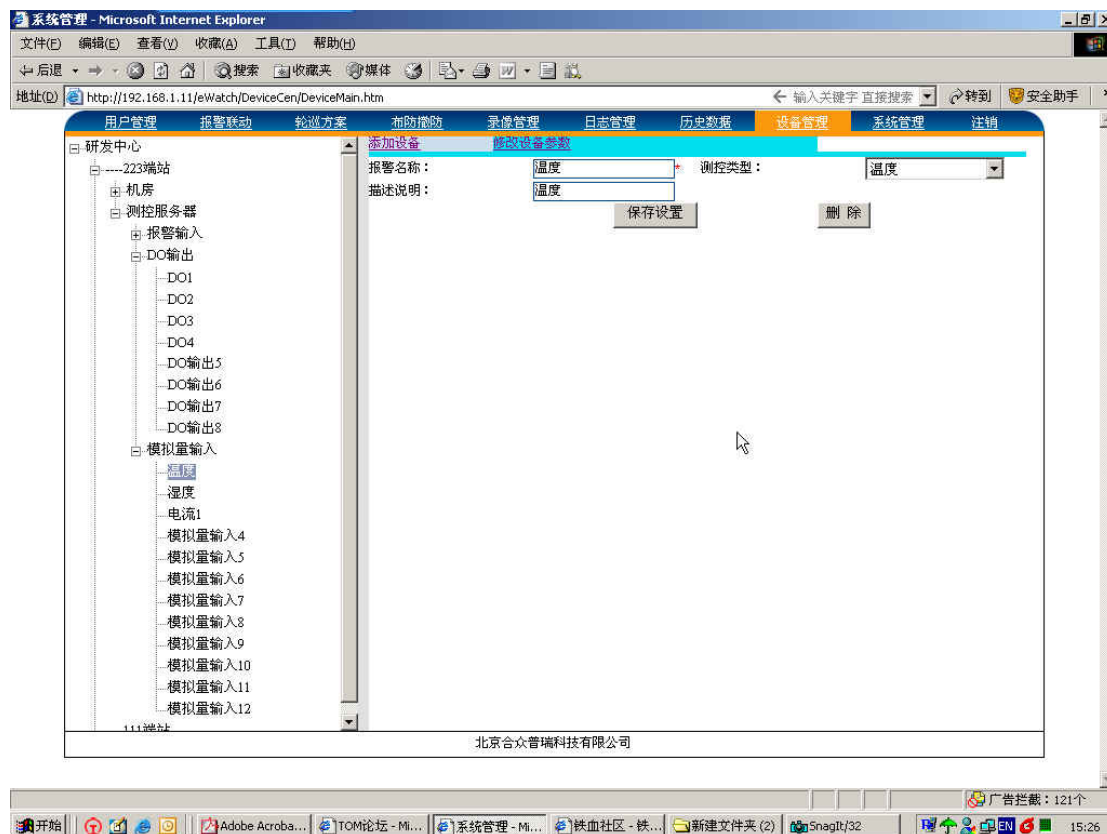 系统管理 - Microsoft Internet Explorer
文件(F) 编辑(E) 查看(V) 收藏(A) 工具(T) 帮助(H)
后退 搜索 收藏夹 媒体
地址(D) http://192.168.1.11/eWatch/DeviceCen/DeviceMain.htm 输入关键字 直接搜索 转到 安全助手
用户管理 报警联动 轮巡方案 布防撤防 录像管理 日志管理 历史数据 设备管理 系统管理 注销
添加设备 修改设备参数
报警名称： 温度 * 测控类型： 温度
描述说明： 温度
保存设置 删 除
研发中心
----223端站
机房
测控服务器
报警输入
DO输出
DO1
DO2
DO3
DO4
DO输出5
DO输出6
DO输出7
DO输出8
模拟量输入
温度
湿度
电流1
模拟量输入4
模拟量输入5
模拟量输入6
模拟量输入7
模拟量输入8
模拟量输入9
模拟量输入10
模拟量输入11
模拟量输入12
111端站
北京合众普瑞科技有限公司
广告拦截：121个
开始 Adobe Acroba... TOM论坛 - Mi... 系统管理 - Mi... 铁血社区 - 铁... 新建文件夹 (2) SnagIt/32 EN 15:26